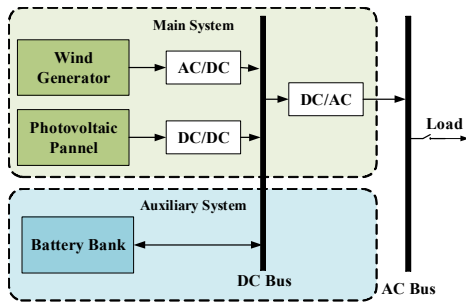 Main System
Wind
Generator
AC/DC
DC/AC
Photovoltaic
Pannel
DC/DC
Load
Auxiliary System
Battery Bank
DC Bus
AC Bus